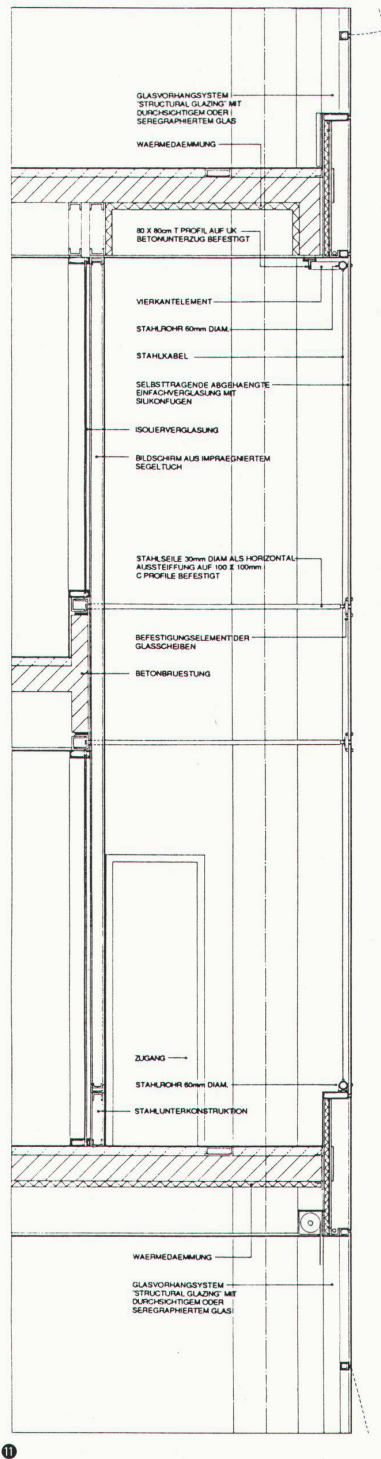 GLASVORHANGSYSTEM
"STRUCTURAL GLAZING" MIT
DURCHSICHTIGEM ODER
SEREGRAPHIERTEM GLAS
WAERMEDAEMMUNG
80 X 80cm T PROFIL AUF UK
BETONUNTERZUG BEFESTIGT
VIERKANTELEMENT
STAHLROHR 60mm DIAM.
STAHLKABEL
SELBSTTRAGENDE ABGEHAENGTE
EINFACHVERGLASUNG MIT
SILIKONFUGEN
ISOLIERVERGLASUNG
BILDSCHIRM AUS IMPRAEGNIERTEM
SEGELTUCH
STAHLSEILE 30mm DIAM ALS HORIZONTAL
AUSSTEIFFUNG AUF 100 X 100mm
C PROFILE BEFESTIGT
BEFESTIGUNGSELEMENT DER
GLASSCHEIBEN
BETONBRUESTUNG
ZUGANG
STAHLROHR 60mm DIAM.
STAHLUNTERKONSTRUKTION
WAERMEDAEMMUNG
GLASVORHANGSYSTEM
"STRUCTURAL GLAZING" MIT
DURCHSICHTIGEM ODER
SEREGRAPHIERTEM GLAS
11